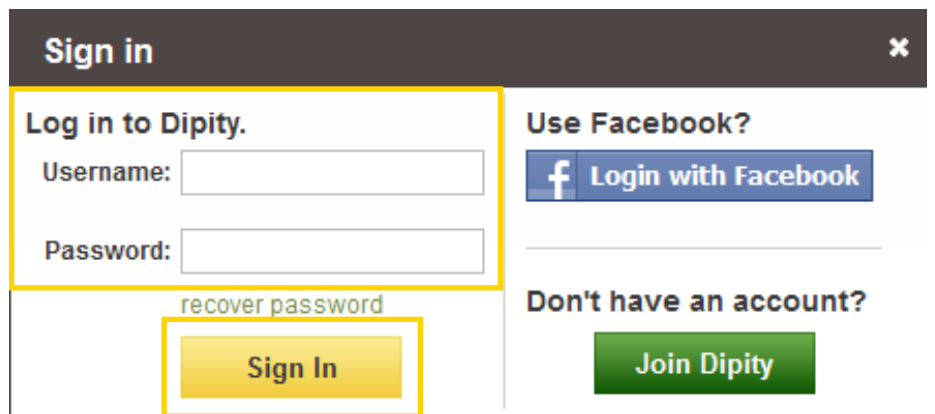 Sign in
Log in to Dipity.
Username:
Password:
recover password
Sign In
Use Facebook?
f Login with Facebook
Don't have an account?
Join Dipity